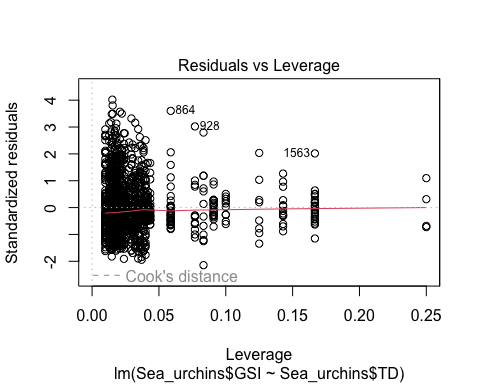 Residuals vs Leverage
Standardized residuals
4
3
2
1
0
-2
864
928
1563
Cook's distance
0.00 0.05 0.10 0.15 0.20 0.25
Leverage
lm(Sea_urchins$GSI ~ Sea_urchins$TD)